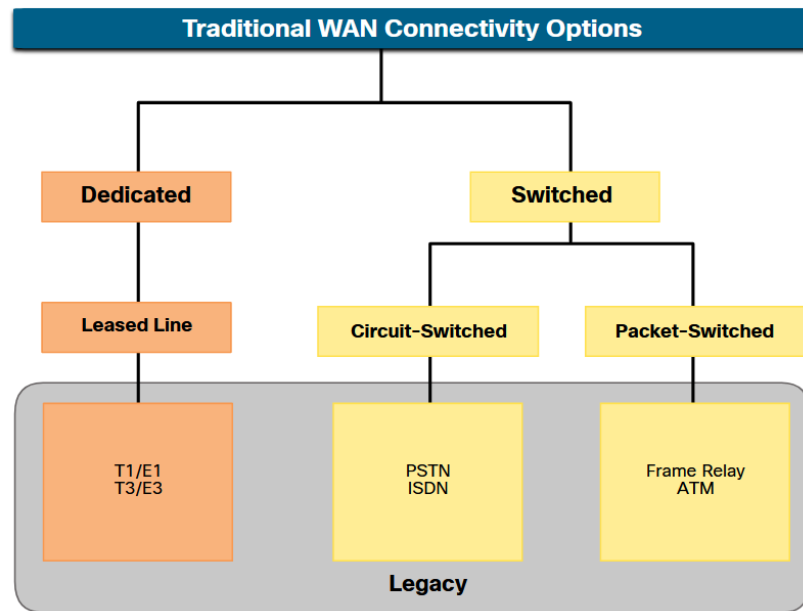 Traditional WAN Connectivity Options
Dedicated
Switched
Leased Line
Circuit-Switched
Packet-Switched
T1/E1
T3/E3
PSTN
ISDN
Frame Relay
ATM
Legacy